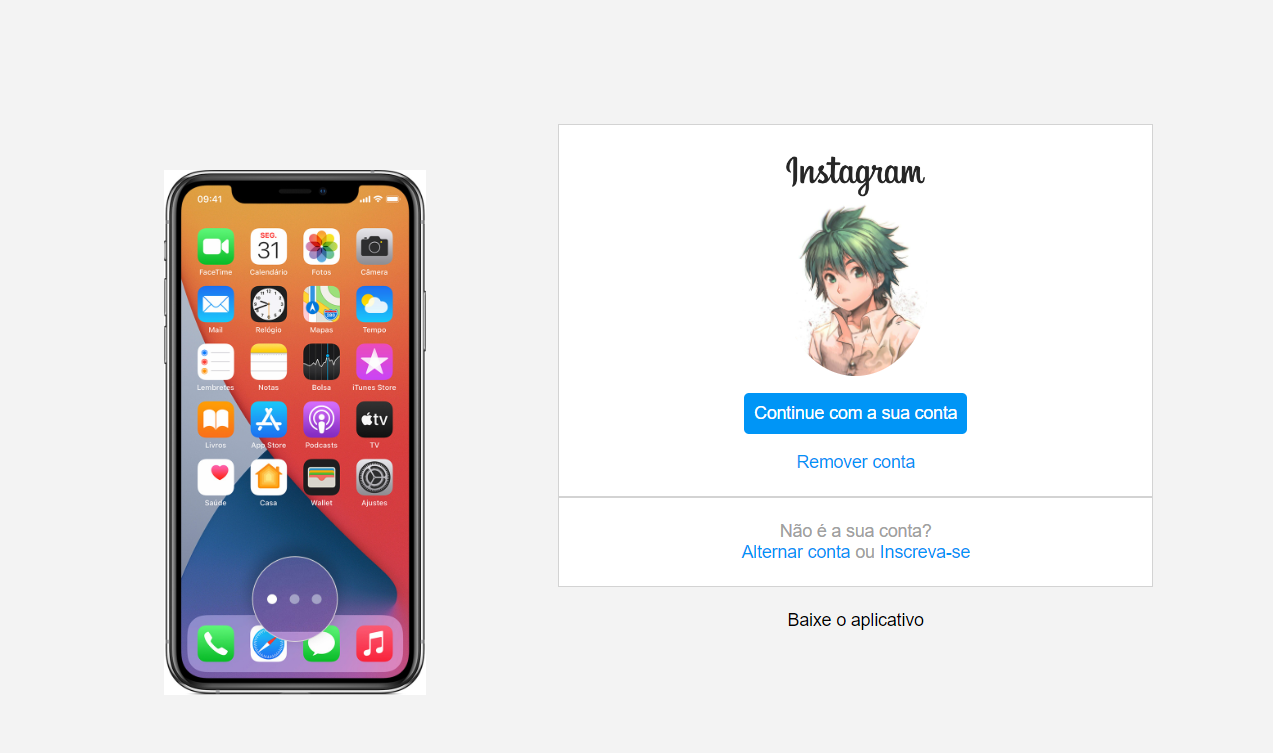 09:41
SEG.
31
FaceTime
Calendário
Fotos
Câmera
Mail
Relógio
Mapas
Tempo
Lembretes
Notas
Bolsa
iTunes Store
tv
Livros
App Store
Podcasts
TV
Saúde
Casa
Wallet
Ajustes
Instagram
Continue com a sua conta
Remover conta
Não é a sua conta?
Alternar conta ou Inscreva-se
Baixe o aplicativo